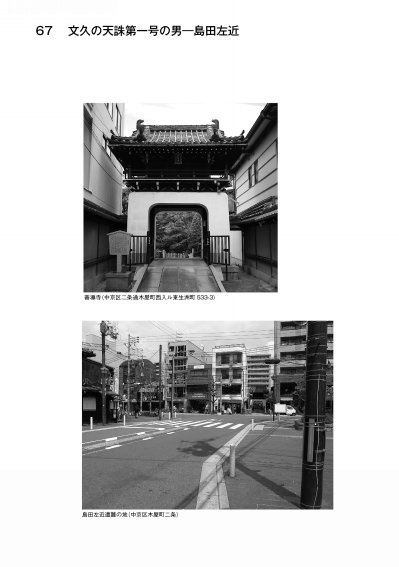 67 文久の天誅第一号の男─島田左近
善導寺（中京区二条通木屋町西入ル東生洲町 533-3）
島田左近遭難の地（中京区木屋町二条）